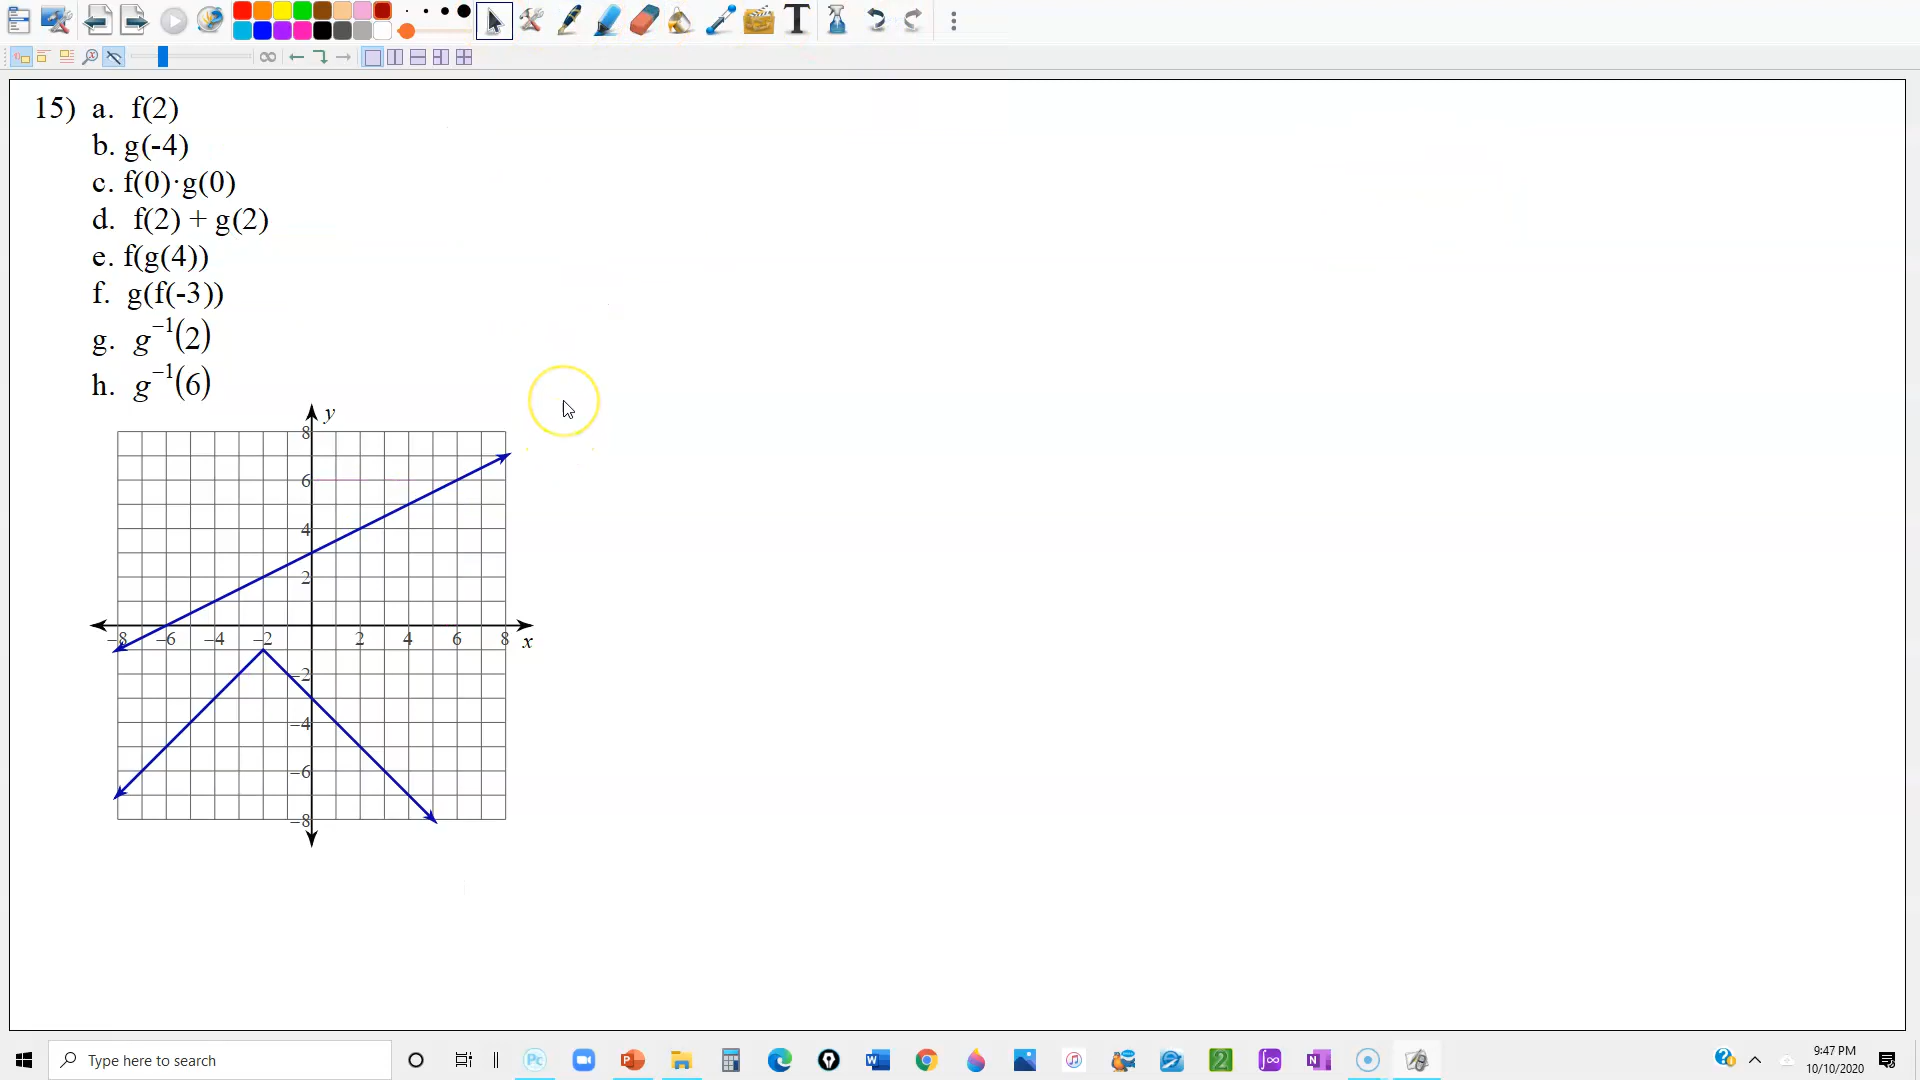 15) a. f(2)
b. g(-4)
c. f(0)·g(0)
d. f(2) + g(2)
e. f(g(4))
f. g(f(-3))
g. g⁻¹(2)
h. g⁻¹(6)
y
8
6
4
2
−8 −6 −4 −2 2 4 6 8 x
−2
−4
−6
−8
Type here to search
9:47 PM
10/10/2020